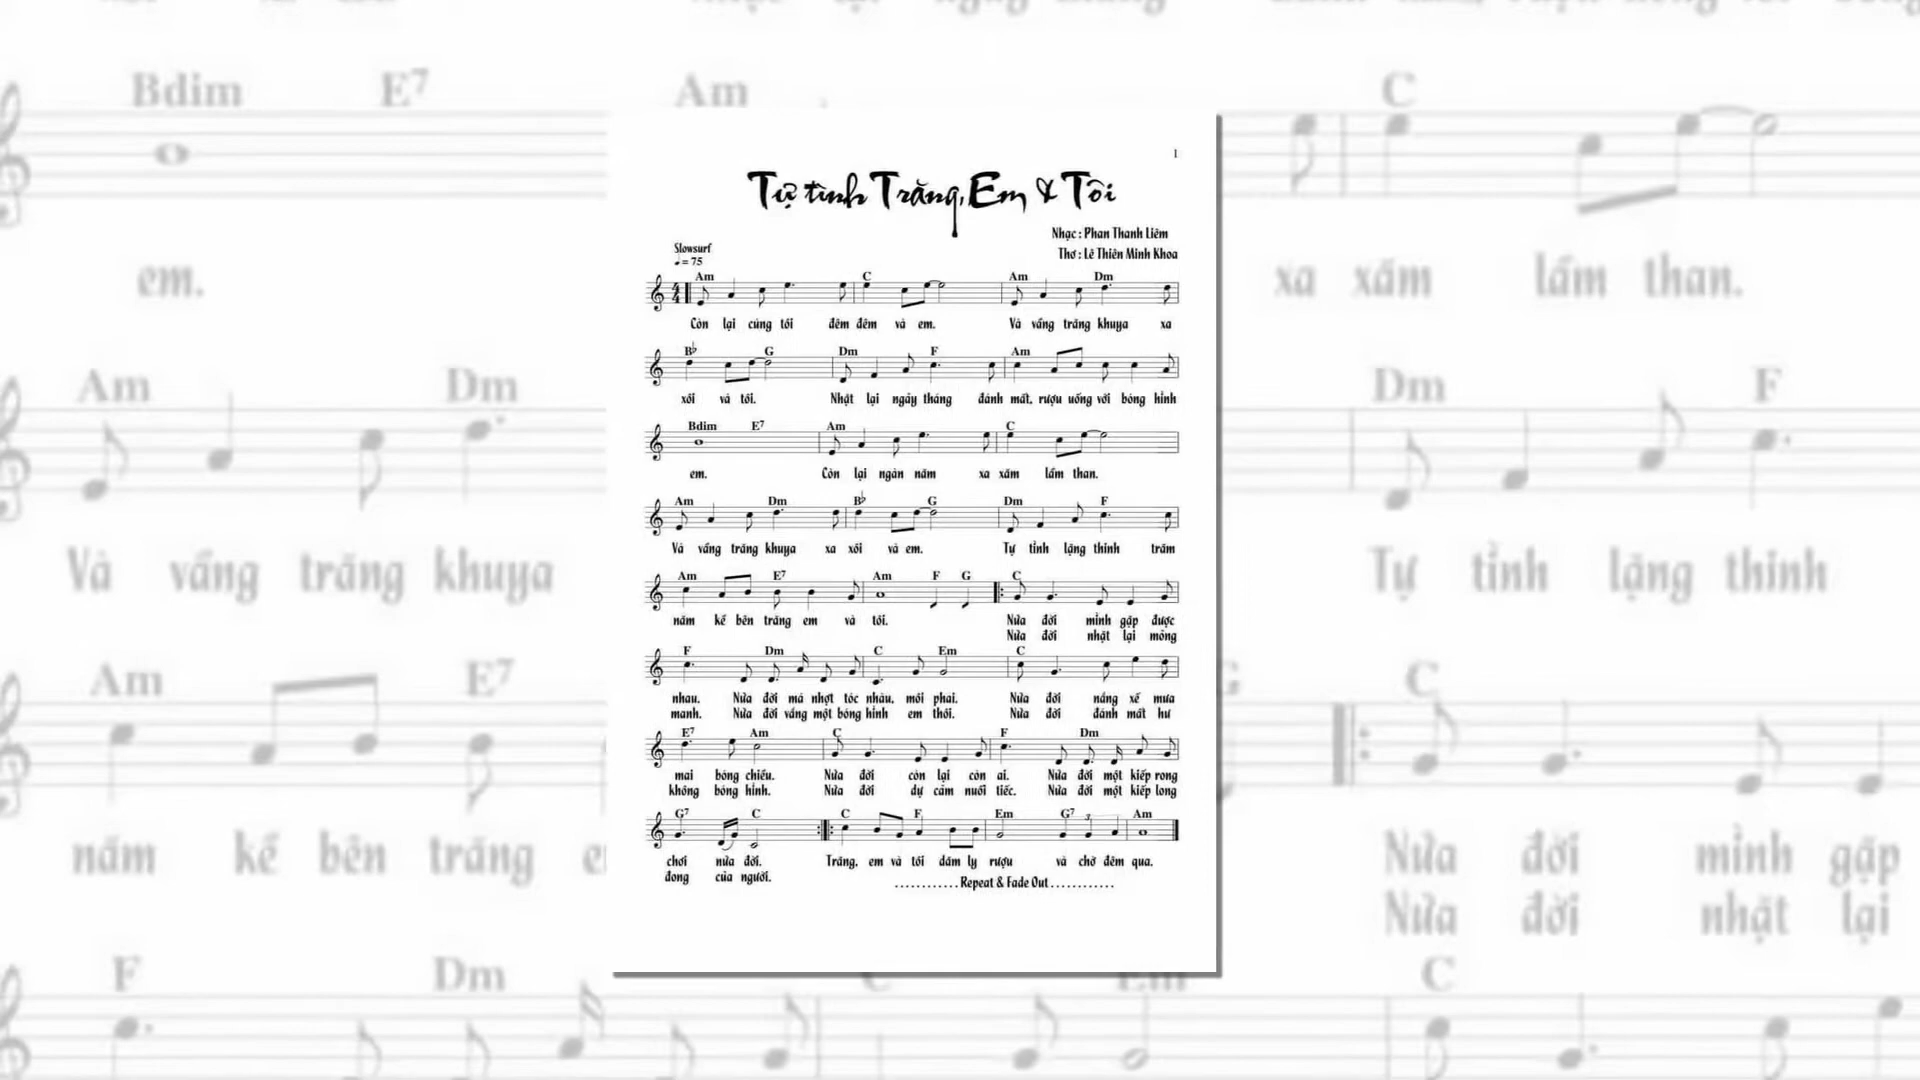 1
Tự tình Trăng, Em & Tôi
Nhạc : Phan Thanh Liêm
Slowsurf
Thơ : Lê Thiên Minh Khoa
♩ = 75
Am C Am Dm
Còn lại cùng tôi đêm đêm và em. Và vầng trăng khuya xa
B♭ G Dm F Am
xôi và tôi. Nhặt lại ngày tháng đánh mất, rượu uống với bóng hình
Bdim E7 Am C
em. Còn lại ngàn năm xa xăm lầm than.
Am Dm B♭ G Dm F
Và vầng trăng khuya xa xôi và em. Tự tình lặng thinh trăm
Am E7 Am F G C
năm kề bên trăng em và tôi. Nửa đời mình gặp được
Nửa đời nhặt lại mỏng
F Dm C Em C
nhau. Nửa đời má nhợt tóc nhàu, môi phai. Nửa đời nắng xế mưa
manh. Nửa đời vầng một bóng hình em thôi. Nửa đời đánh mất hư
E7 Am C F Dm
mai bóng chiều. Nửa đời còn lại còn ai. Nửa đời một kiếp rong
không bóng hình. Nửa đời dự cảm nuối tiếc. Nửa đời một kiếp long
G7 C C F Em G7 3 Am
chơi nửa đời. Trăng, em và tôi dăm ly rượu và chờ đêm qua.
đong của người.
............Repeat & Fade Out............